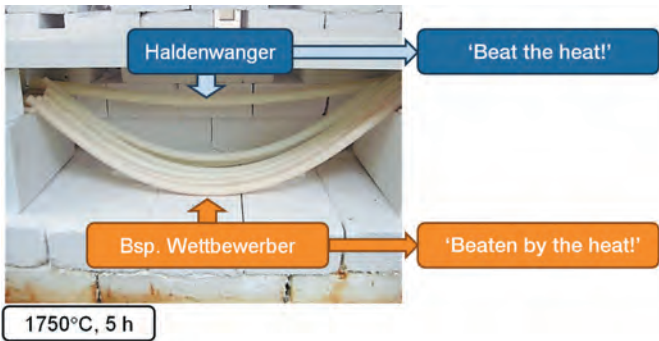 Haldenwanger
'Beat the heat!'
Bsp. Wettbewerber
'Beaten by the heat!'
1750°C, 5 h